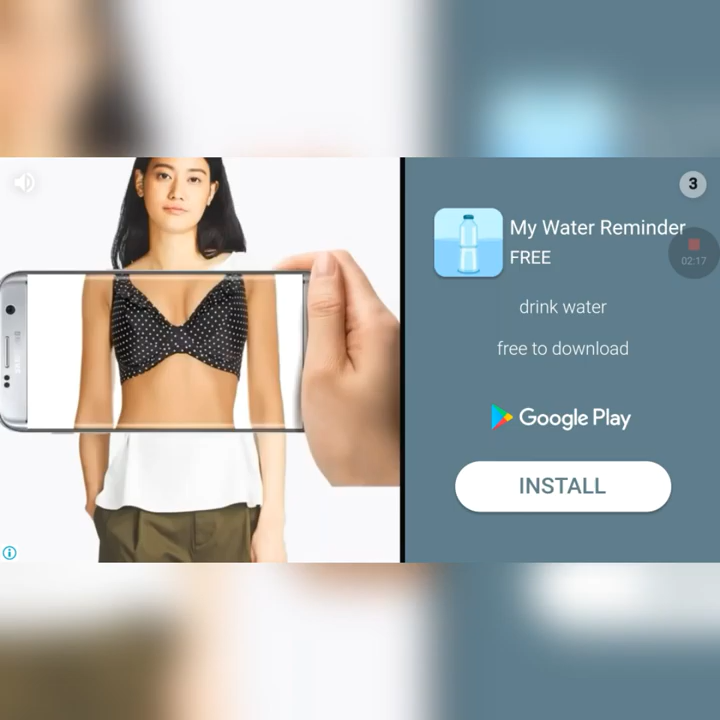 3
My Water Reminder
FREE
02:17
drink water
free to download
Google Play
INSTALL